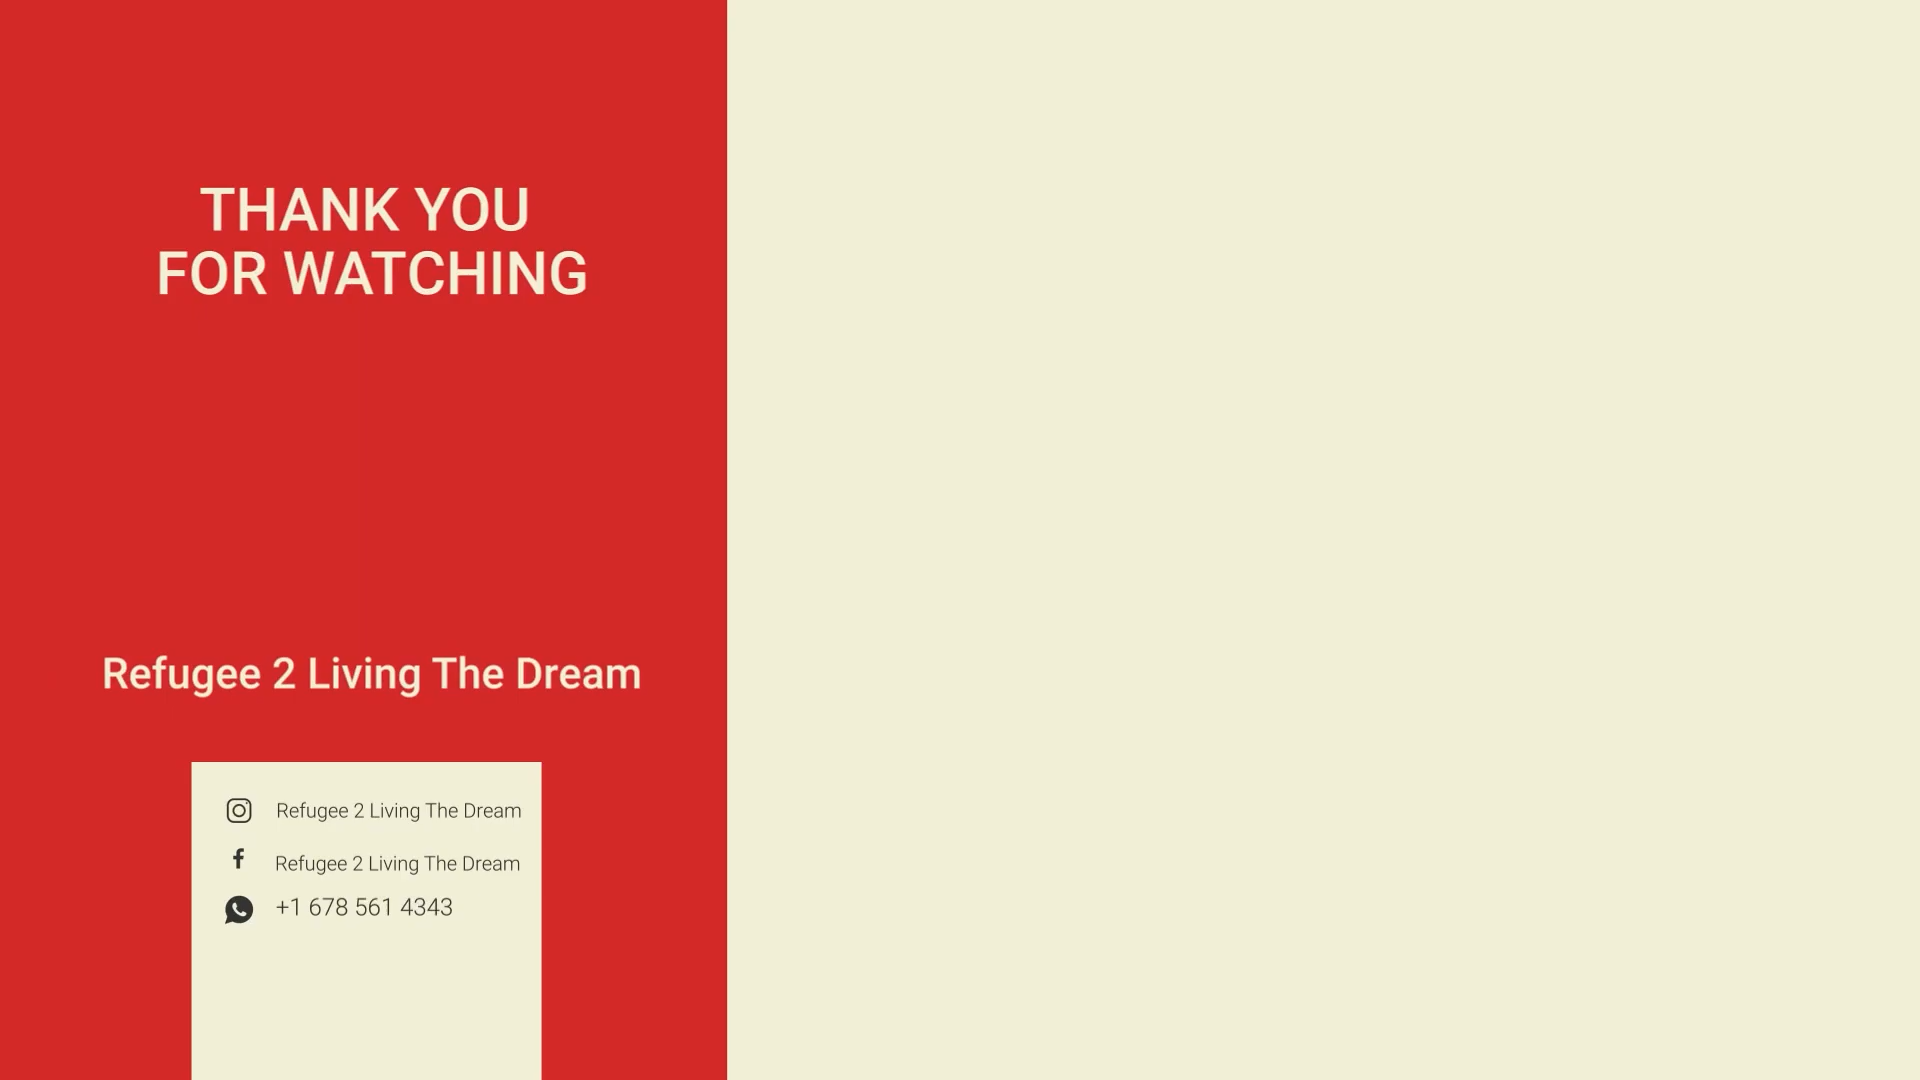 THANK YOU
FOR WATCHING
Refugee 2 Living The Dream
Refugee 2 Living The Dream
Refugee 2 Living The Dream
+1 678 561 4343